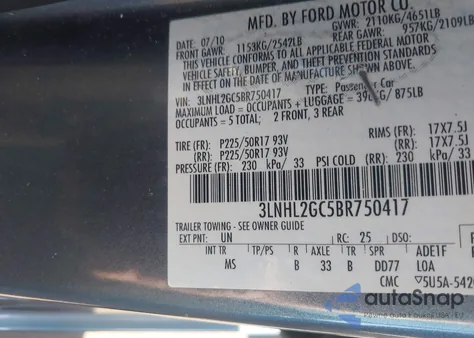 MFD. BY FORD MOTOR CO.
07/10 GVWR: 2110KG/4651LB
FRONT GAWR: 1153KG/2542LB REAR GAWR: 957KG/2109LB
THIS VEHICLE CONFORMS TO ALL APPLICABLE FEDERAL MOTOR
VEHICLE SAFETY, BUMPER, AND THEFT PREVENTION STANDARDS
IN EFFECT ON THE DATE OF MANUFACTURE SHOWN ABOVE.
VIN: 3LNHL2GC5BR750417 TYPE: Passenger Car
MAXIMUM LOAD = OCCUPANTS + LUGGAGE = KG/ 875LB
OCCUPANTS = 5 TOTAL; 2 FRONT, 3 REAR
TIRE (FR): P225/50R17 93V RIMS (FR): 17X7.5J
(RR): P225/50R17 93V (RR): 17X7.5J
PRESSURE (FR): 230 kPa/ 33 PSI COLD (RR): 230 kPa/ 33
3LNHL2GC5BR750417
TRAILER TOWING - SEE OWNER GUIDE
EXT PNT: UN RC: 25 DSO:
INT TR TP/PS R AXLE TR SPR ADE1F
MS B 33 B DD77 LOA
CMC ▽5U5A-542
autoSnap